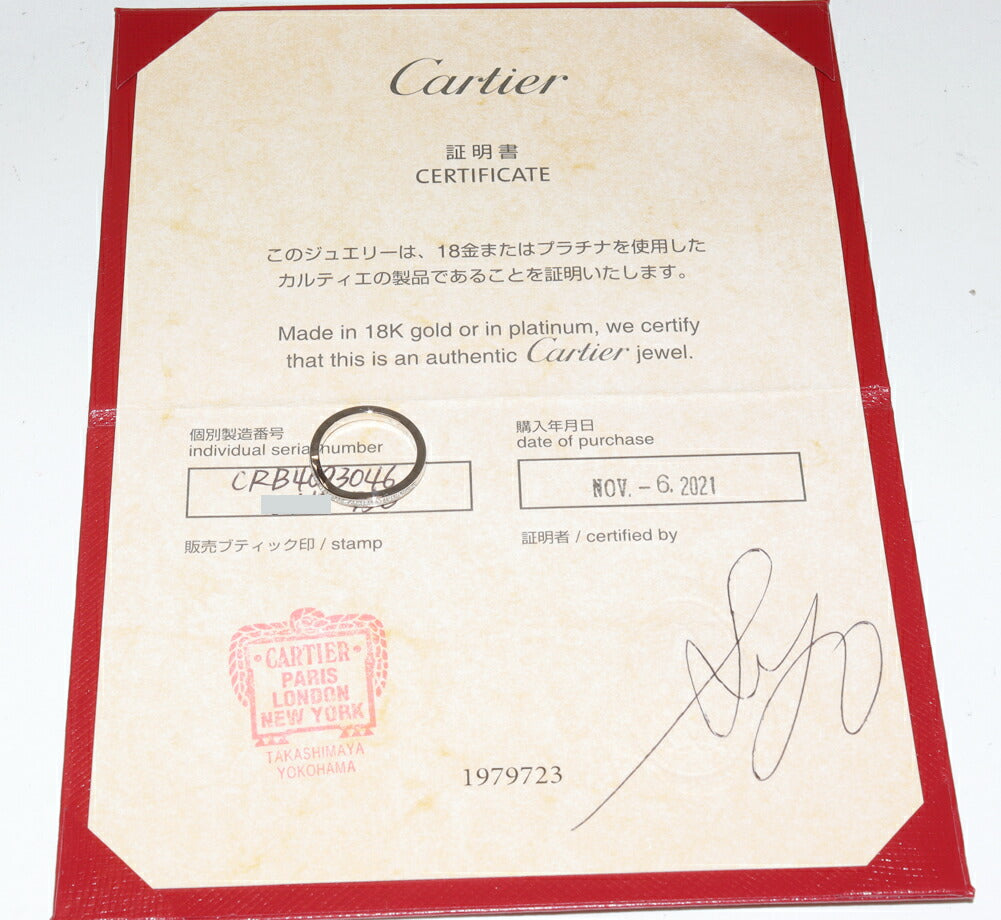 Cartier
証明書
CERTIFICATE
このジュエリーは、18金またはプラチナを使用した
カルティエの製品であることを証明いたします。
Made in 18K gold or in platinum, we certify
that this is an authentic Cartier jewel.
個別製造番号
individual serial number
CRB4093046
購入年月日
date of purchase
NOV. - 6. 2021
販売ブティック印 / stamp
証明者 / certified by
CARTIER
PARIS
LONDON
NEW YORK
TAKASHIMAYA
YOKOHAMA
1979723